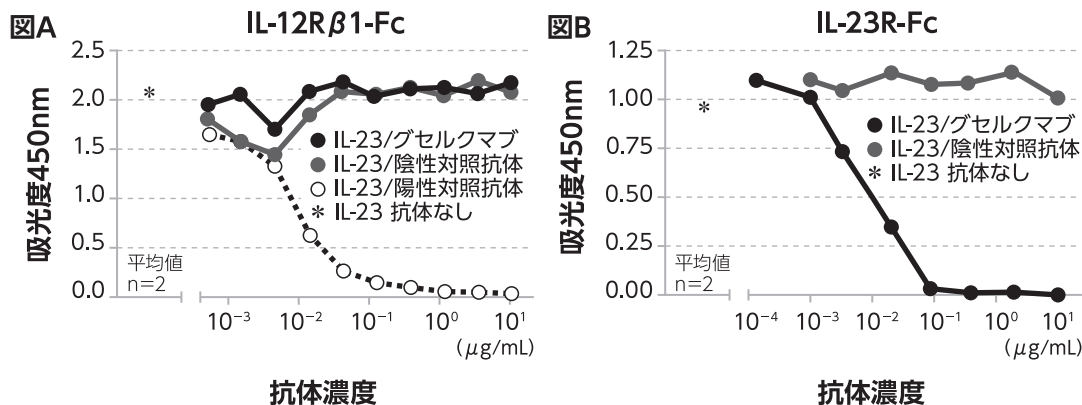 図A
IL-12Rβ1-Fc
吸光度450nm
2.5
2.0
1.5
1.0
0.5
0.0
*
IL-23/グセルクマブ
IL-23/陰性対照抗体
IL-23/陽性対照抗体
* IL-23 抗体なし
平均値
n=2
10⁻³ 10⁻² 10⁻¹ 10⁰ 10¹
(μg/mL)
抗体濃度
図B
IL-23R-Fc
吸光度450nm
1.25
1.00
0.75
0.50
0.25
0.00
*
IL-23/グセルクマブ
IL-23/陰性対照抗体
* IL-23 抗体なし
平均値
n=2
10⁻⁴ 10⁻³ 10⁻² 10⁻¹ 10⁰ 10¹
(μg/mL)
抗体濃度